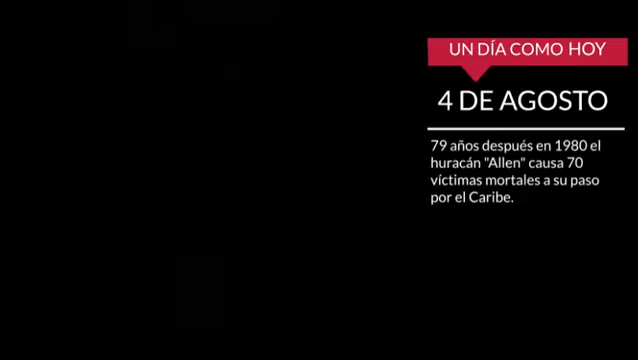 UN DÍA COMO HOY
4 DE AGOSTO
79 años después en 1980 el
huracán "Allen" causa 70
víctimas mortales a su paso
por el Caribe.